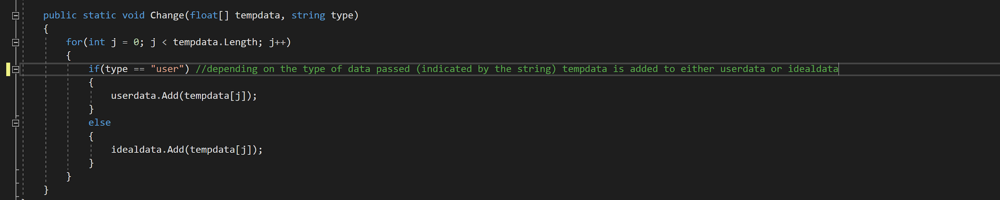 public static void Change(float[] tempdata, string type)
{
for(int j = 0; j < tempdata.Length; j++)
{
if(type == "user") //depending on the type of data passed (indicated by the string) tempdata is added to either userdata or idealdata
{
userdata.Add(tempdata[j]);
}
else
{
idealdata.Add(tempdata[j]);
}
}
}